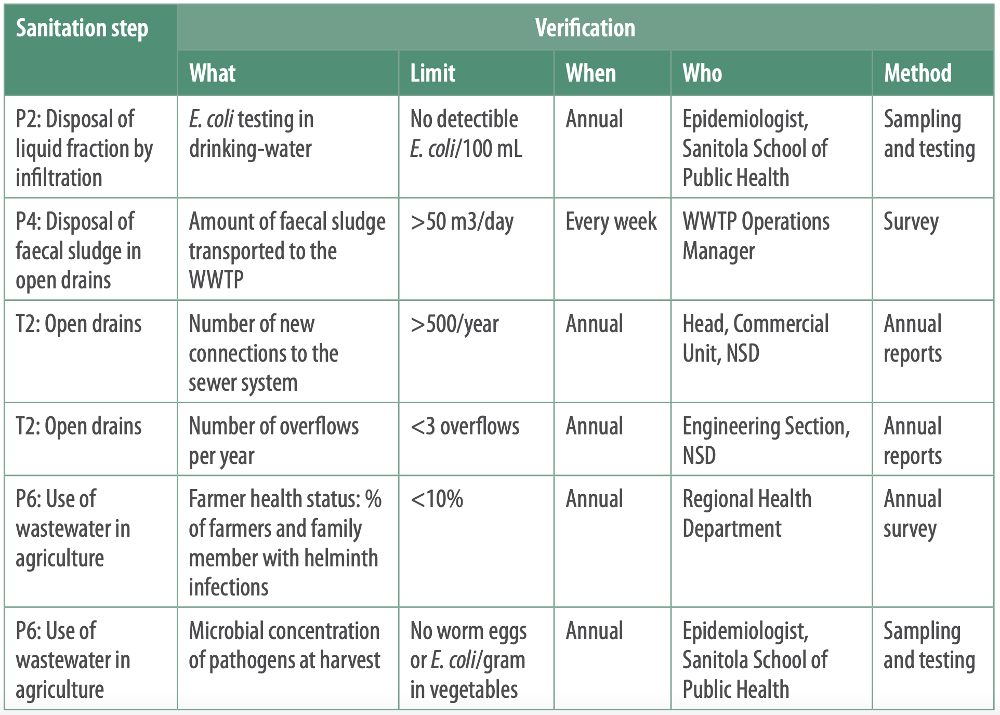 Sanitation step
Verification
What
Limit
When
Who
Method
P2: Disposal of
liquid fraction by
infiltration
E. coli testing in
drinking-water
No detectible
E. coli/100 mL
Annual
Epidemiologist,
Sanitola School of
Public Health
Sampling
and testing
P4: Disposal of
faecal sludge in
open drains
Amount of faecal sludge
transported to the
WWTP
>50 m3/day
Every week
WWTP Operations
Manager
Survey
T2: Open drains
Number of new
connections to the
sewer system
>500/year
Annual
Head, Commercial
Unit, NSD
Annual
reports
T2: Open drains
Number of overflows
per year
<3 overflows
Annual
Engineering Section,
NSD
Annual
reports
P6: Use of
wastewater in
agriculture
Farmer health status: %
of farmers and family
member with helminth
infections
<10%
Annual
Regional Health
Department
Annual
survey
P6: Use of
wastewater in
agriculture
Microbial concentration
of pathogens at harvest
No worm eggs
or E. coli/gram
in vegetables
Annual
Epidemiologist,
Sanitola School of
Public Health
Sampling
and testing